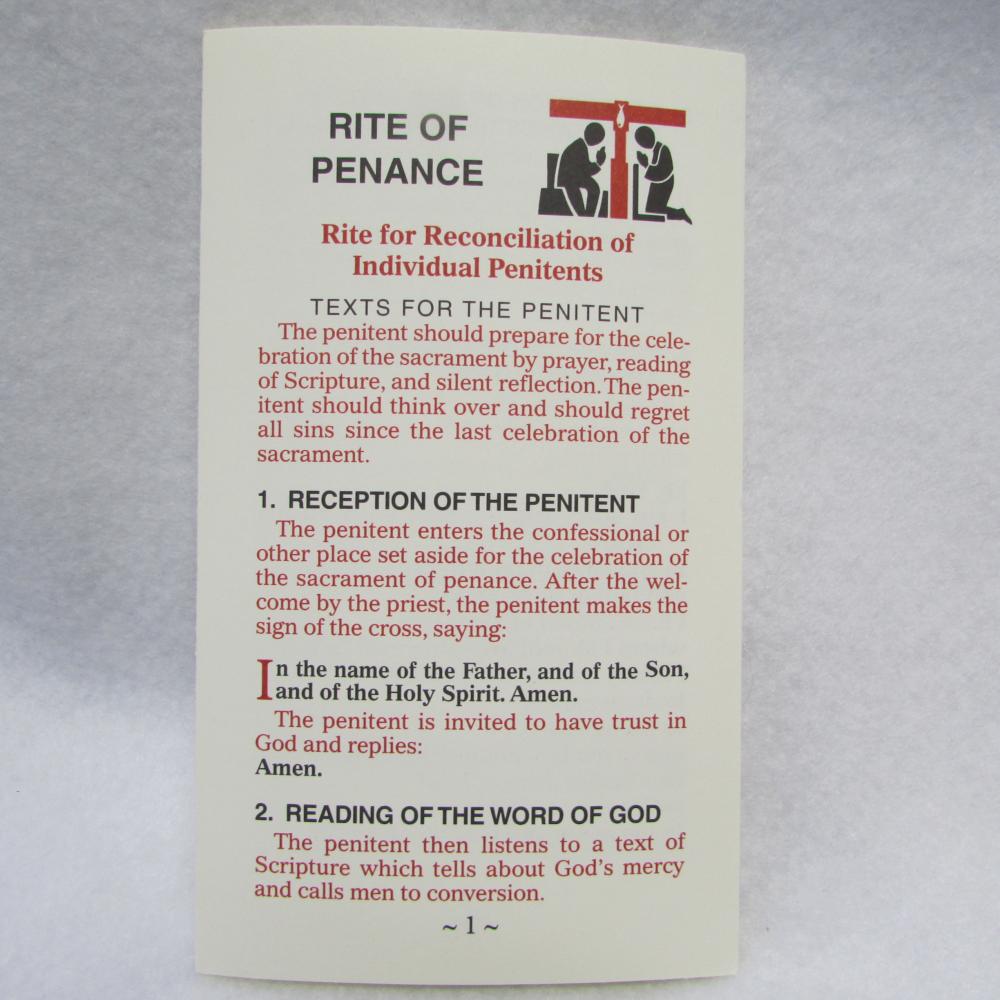 RITE OF
PENANCE
Rite for Reconciliation of
Individual Penitents
TEXTS FOR THE PENITENT
The penitent should prepare for the cele-
bration of the sacrament by prayer, reading
of Scripture, and silent reflection. The pen-
itent should think over and should regret
all sins since the last celebration of the
sacrament.
1. RECEPTION OF THE PENITENT
The penitent enters the confessional or
other place set aside for the celebration of
the sacrament of penance. After the wel-
come by the priest, the penitent makes the
sign of the cross, saying:
In the name of the Father, and of the Son,
and of the Holy Spirit. Amen.
The penitent is invited to have trust in
God and replies:
Amen.
2. READING OF THE WORD OF GOD
The penitent then listens to a text of
Scripture which tells about God's mercy
and calls men to conversion.
~ 1 ~